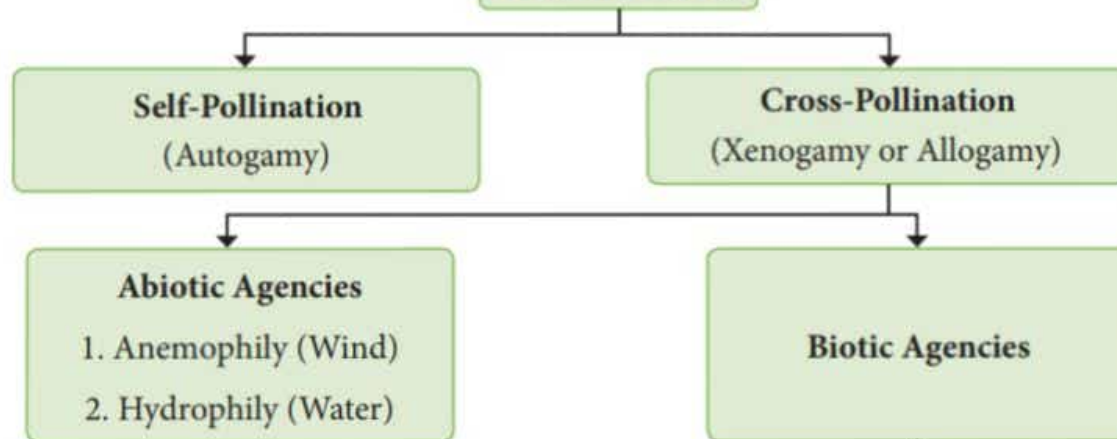 Self-Pollination
(Autogamy)
Cross-Pollination
(Xenogamy or Allogamy)
Abiotic Agencies
1. Anemophily (Wind)
2. Hydrophily (Water)
Biotic Agencies